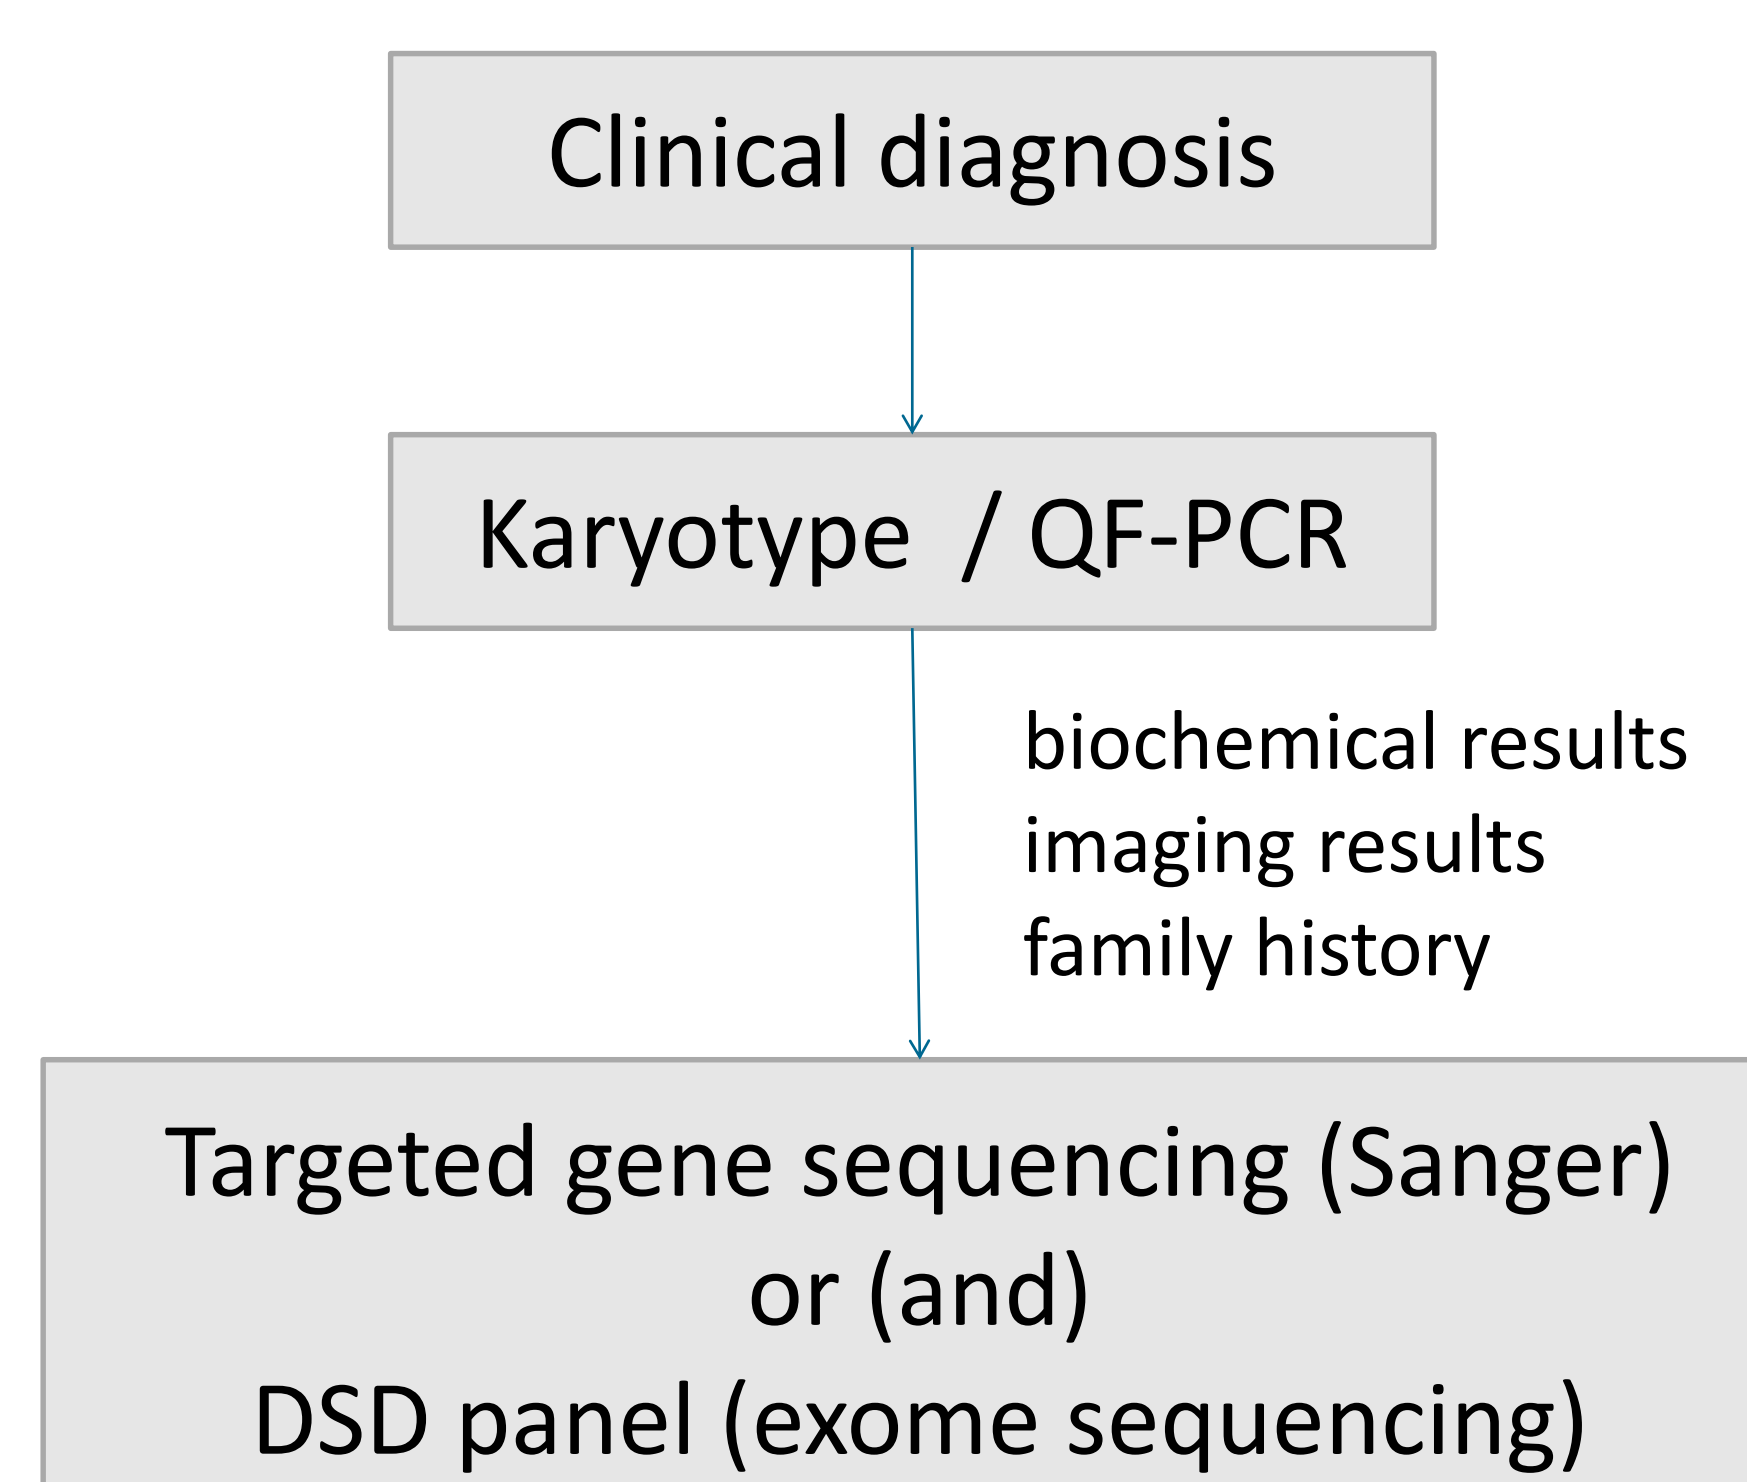 Clinical diagnosis
Karyotype / QF-PCR
biochemical results
imaging results
family history
Targeted gene sequencing (Sanger)
or (and)
DSD panel (exome sequencing)